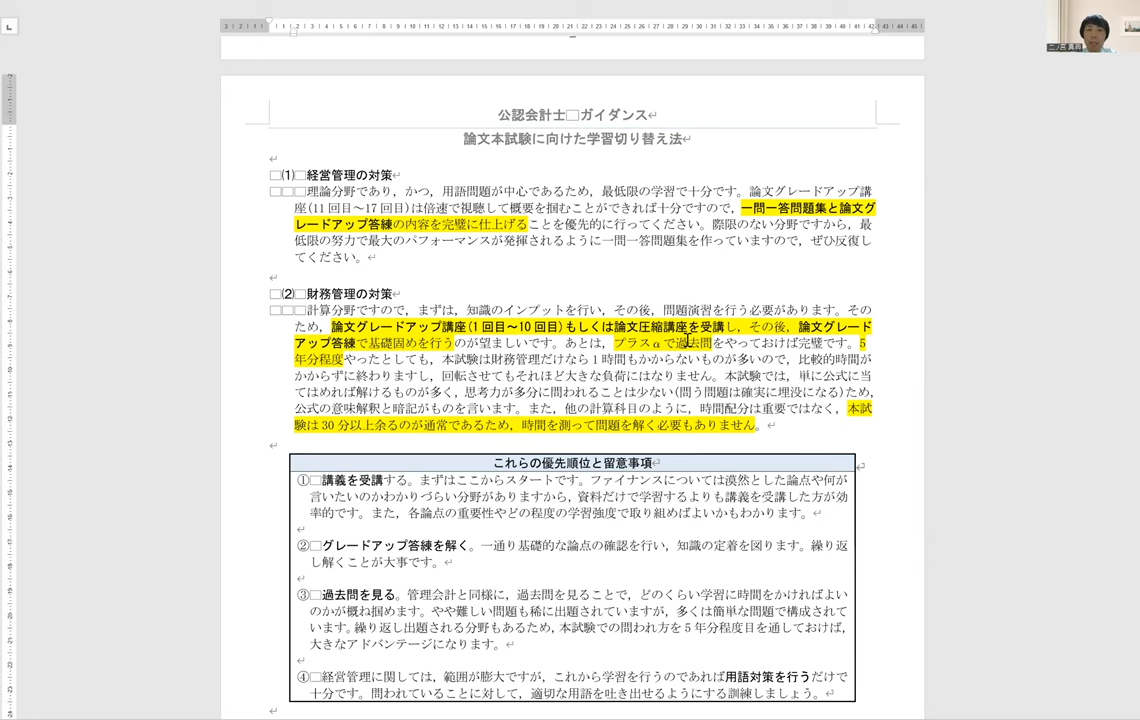 公認会計士□ガイダンス↵
論文本試験に向けた学習切り替え法↵
□⑴□経営管理の対策↵
□□□理論分野であり，かつ，用語問題が中心であるため，最低限の学習で十分です。論文グレードアップ講
座(11 回目～17 回目)は倍速で視聴して概要を掴むことができれば十分ですので，一問一答問題集と論文グ
レードアップ答練の内容を完璧に仕上げることを優先的に行ってください。際限のない分野ですから，最
低限の努力で最大のパフォーマンスが発揮されるように一問一答問題集を作っていますので，ぜひ反復し
てください。↵
□⑵□財務管理の対策↵
□□□計算分野ですので，まずは，知識のインプットを行い，その後，問題演習を行う必要があります。その
ため，論文グレードアップ講座(1 回目～10 回目)もしくは論文圧縮講座を受講し，その後，論文グレード
アップ答練で基礎固めを行うのが望ましいです。あとは，プラスαで過去問をやっておけば完璧です。5
年分程度やったとしても，本試験は財務管理だけなら 1 時間もかからないものが多いので，比較的時間が
かからずに終わりますし，回転させてもそれほど大きな負荷にはなりません。本試験では，単に公式に当
てはめれば解けるものが多く，思考力が多分に問われることは少ない(問う問題は確実に埋没になる)ため，
公式の意味解釈と暗記がものを言います。また，他の計算科目のように，時間配分は重要ではなく，本試
験は 30 分以上余るのが通常であるため，時間を測って問題を解く必要もありません。↵
これらの優先順位と留意事項↵
①□講義を受講する。まずはここからスタートです。ファイナンスについては漠然とした論点や何が
言いたいのかわかりづらい分野がありますから，資料だけで学習するよりも講義を受講した方が効
率的です。また，各論点の重要性やどの程度の学習強度で取り組めばよいかもわかります。↵
②□グレードアップ答練を解く。一通り基礎的な論点の確認を行い，知識の定着を図ります。繰り返
し解くことが大事です。↵
③□過去問を見る。管理会計と同様に，過去問を見ることで，どのくらい学習に時間をかければよい
のかが概ね掴めます。やや難しい問題も稀に出題されていますが，多くは簡単な問題で構成されて
います。繰り返し出題される分野もあるため，本試験での問われ方を 5 年分程度目を通しておけば，
大きなアドバンテージになります。↵
④□経営管理に関しては，範囲が膨大ですが，これから学習を行うのであれば用語対策を行うだけで
十分です。問われていることに対して，適切な用語を吐き出せるようにする訓練しましょう。↵